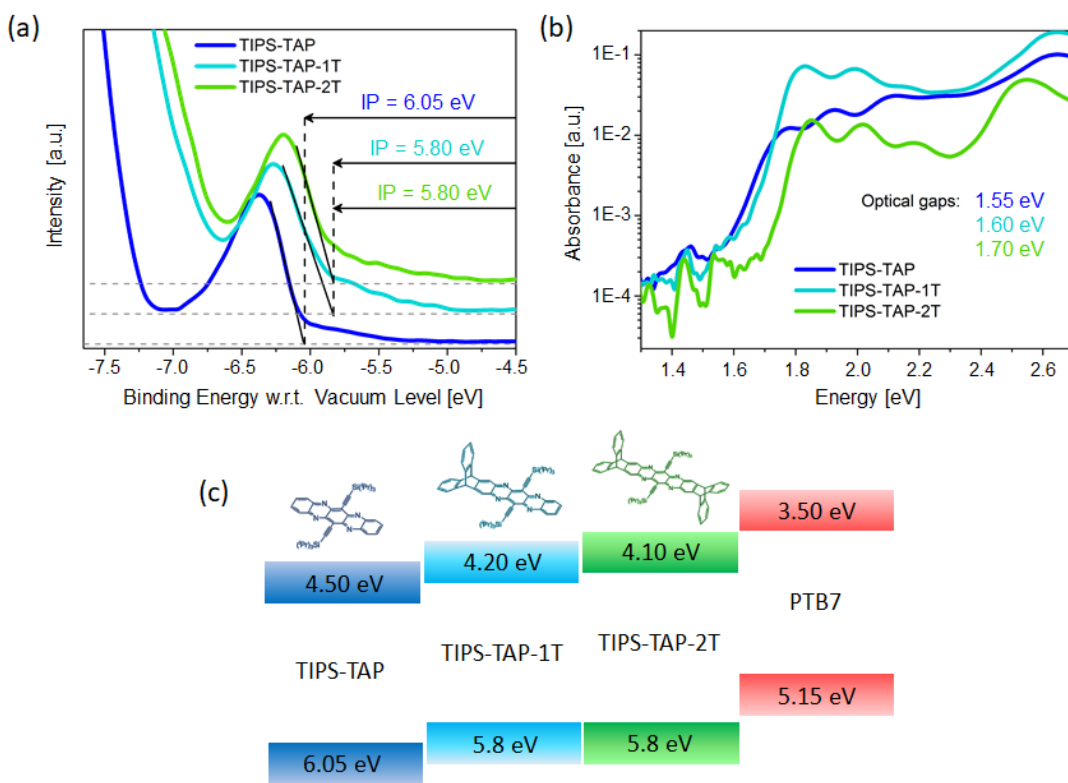 (a)
TIPS-TAP
TIPS-TAP-1T
TIPS-TAP-2T
IP = 6.05 eV
IP = 5.80 eV
IP = 5.80 eV
Intensity [a.u.]
-7.5 -7.0 -6.5 -6.0 -5.5 -5.0 -4.5
Binding Energy w.r.t. Vacuum Level [eV]
(b)
1E-1
1E-2
1E-3
1E-4
Absorbance [a.u.]
Optical gaps: 1.55 eV
1.60 eV
1.70 eV
TIPS-TAP
TIPS-TAP-1T
TIPS-TAP-2T
1.4 1.6 1.8 2.0 2.2 2.4 2.6
Energy [eV]
(c)
4.50 eV
4.20 eV
4.10 eV
3.50 eV
TIPS-TAP
TIPS-TAP-1T
TIPS-TAP-2T
PTB7
6.05 eV
5.8 eV
5.8 eV
5.15 eV